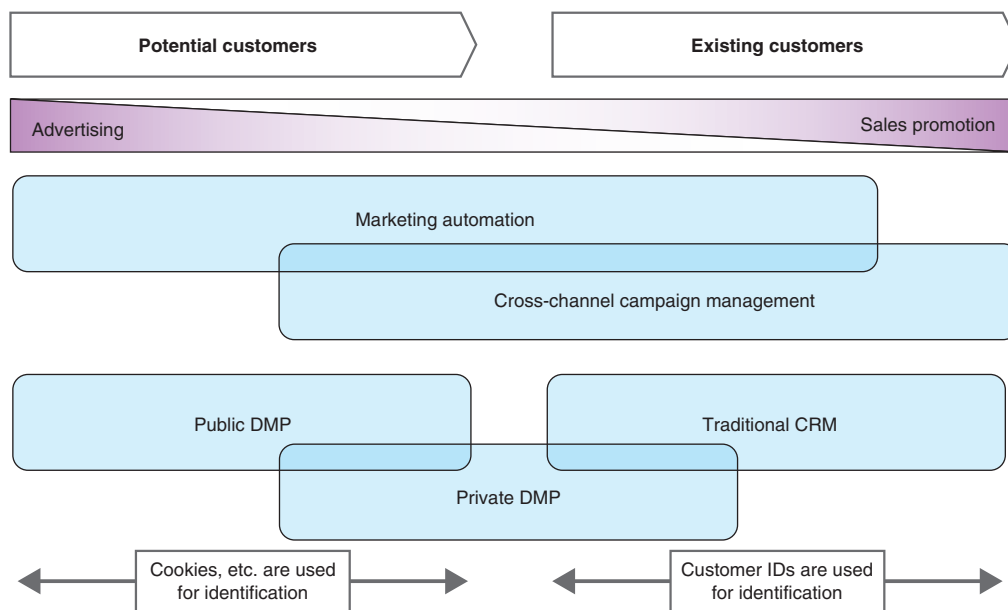 Potential customers
Existing customers
Advertising
Sales promotion
Marketing automation
Cross-channel campaign management
Public DMP
Traditional CRM
Private DMP
Cookies, etc. are used
for identification
Customer IDs are used
for identification